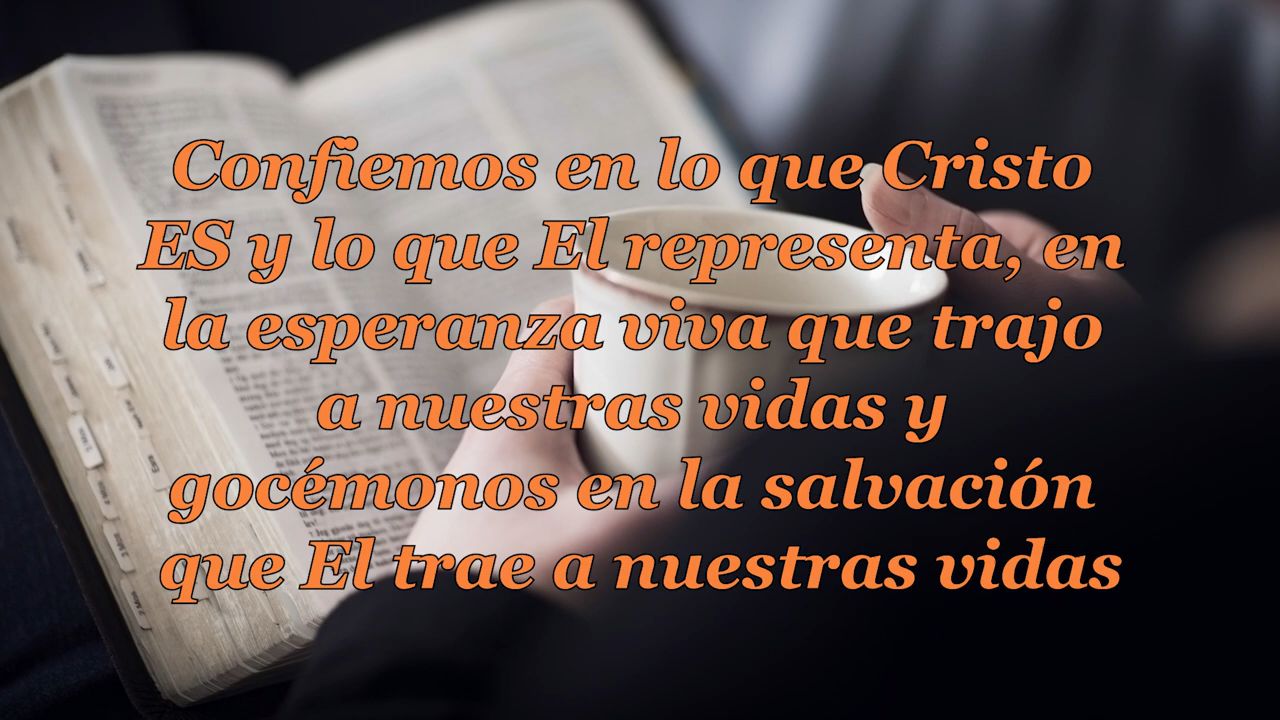 Confiemos en lo que Cristo
ES y lo que El representa, en
la esperanza viva que trajo
a nuestras vidas y
gocémonos en la salvación
que El trae a nuestras vidas